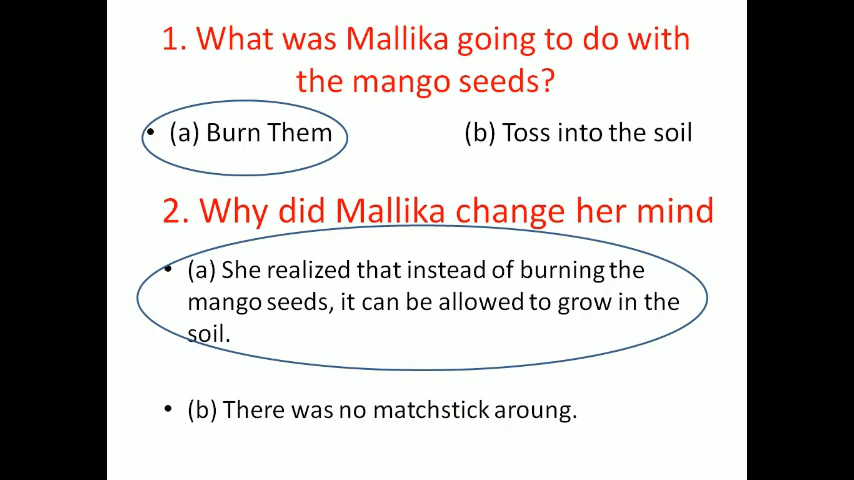 1. What was Mallika going to do with
the mango seeds?
• (a) Burn Them (b) Toss into the soil
2. Why did Mallika change her mind
• (a) She realized that instead of burning the
mango seeds, it can be allowed to grow in the
soil.
• (b) There was no matchstick aroung.